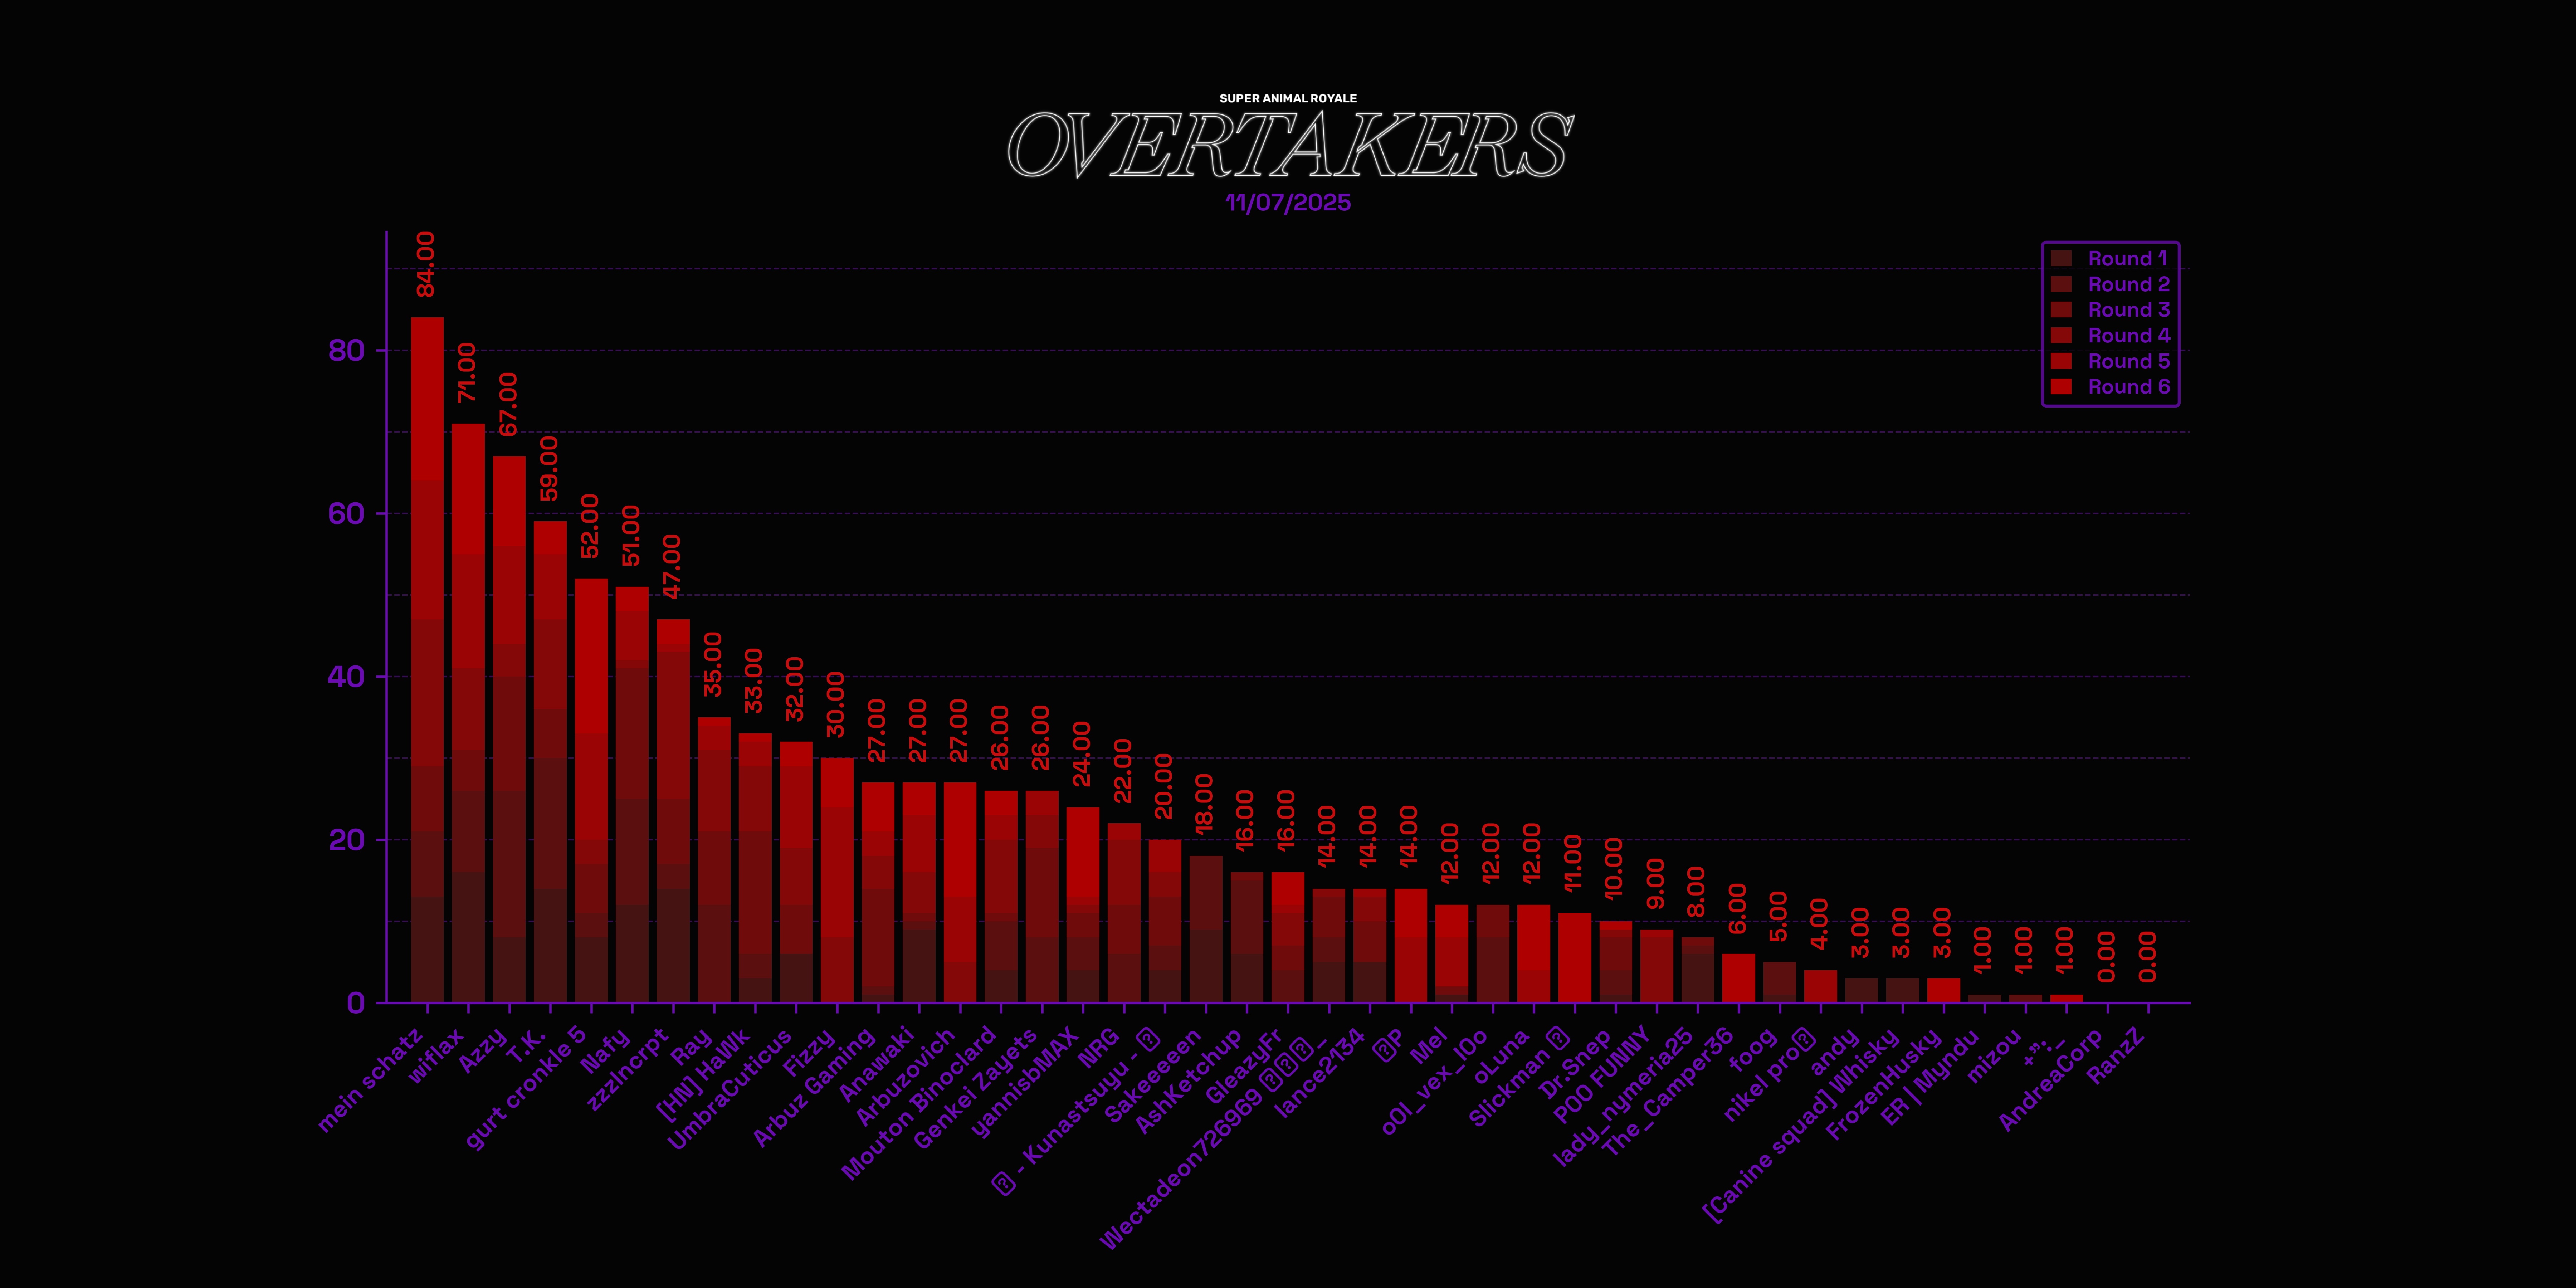 SUPER ANIMAL ROYALE
OVERTAKERS
11/07/2025
Round 1
Round 2
Round 3
Round 4
Round 5
Round 6
80
60
40
20
0
84.00
71.00
67.00
59.00
52.00
51.00
47.00
35.00
33.00
32.00
30.00
27.00
27.00
27.00
26.00
26.00
24.00
22.00
20.00
18.00
16.00
16.00
14.00
14.00
14.00
12.00
12.00
12.00
11.00
10.00
9.00
8.00
6.00
5.00
4.00
3.00
3.00
3.00
1.00
1.00
1.00
0.00
0.00
mein schatz
wiflax
Azzy
T.K.
gurt cronkle 5
Nafy
zzzIncrpt
Ray
[HN] HaWk
UmbraCuticus
Fizzy
Arbuz Gaming
Anawaki
Arbuzovich
Mouton Binoclard
Genkei Zayets
yannisbMAX
NRG
⍰ - Kunastsuyu - ⍰
Sakeeeeen
AshKetchup
GleazyFr
Wectadeon726969 ⍰⍰⍰_
lance2134
⍰P
Mel
oOl_vex_lOo
oLuna
Slickman ⍰
Dr.Snep
POO FUNNY
lady_nymeria25
The_Camper36
foog
nikel pro⍰
andy
[Canine squad] Whisky
FrozenHusky
ER | Myndu
mizou
+”;_
AndreaCorp
RanzZ